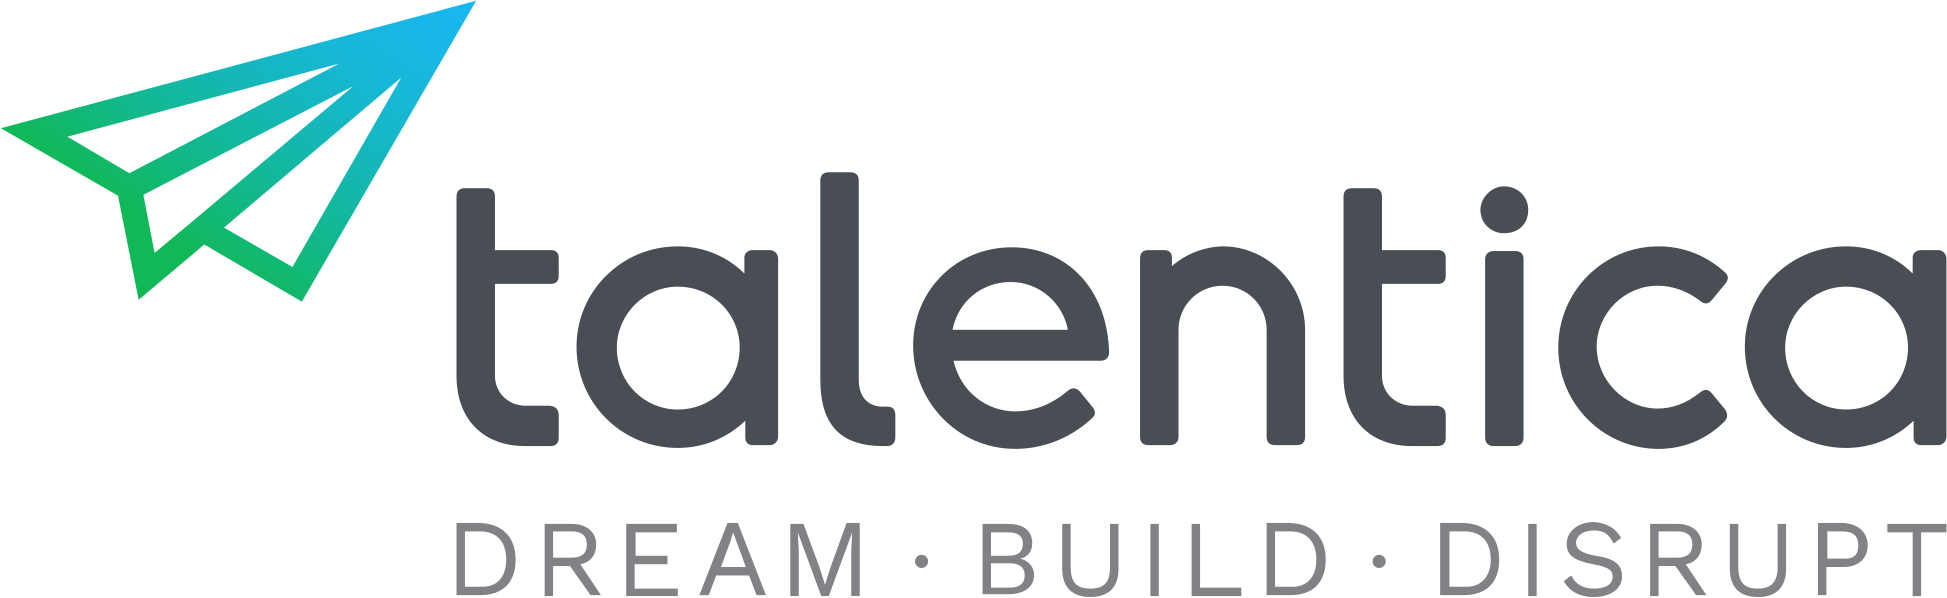 talentica
DREAM · BUILD · DISRUPT